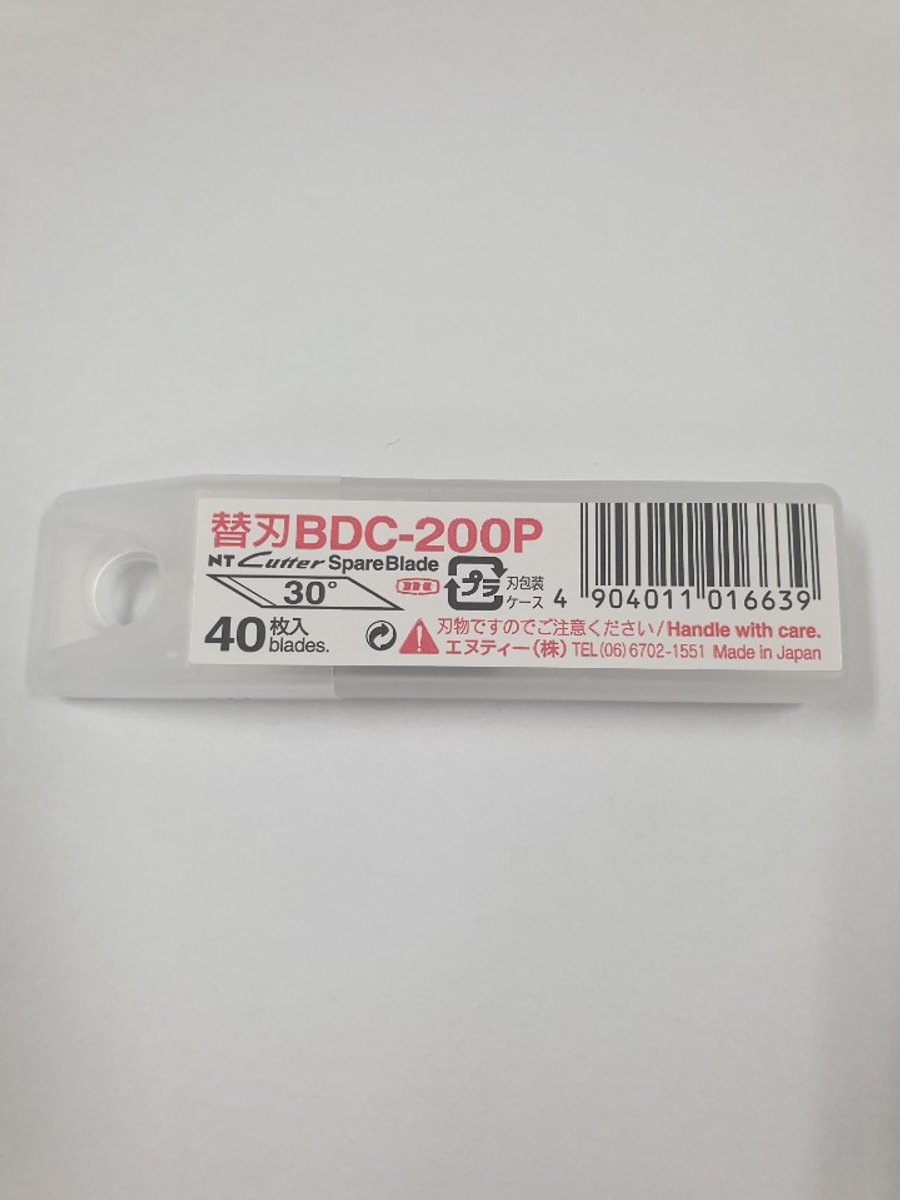 替刃BDC-200P
NT Cutter Spare Blade
30°
プラ
刃包装
ケース
40枚入
blades.
4 904011 016639
刃物ですのでご注意ください/Handle with care.
エヌティー(株) TEL(06)6702-1551 Made in Japan